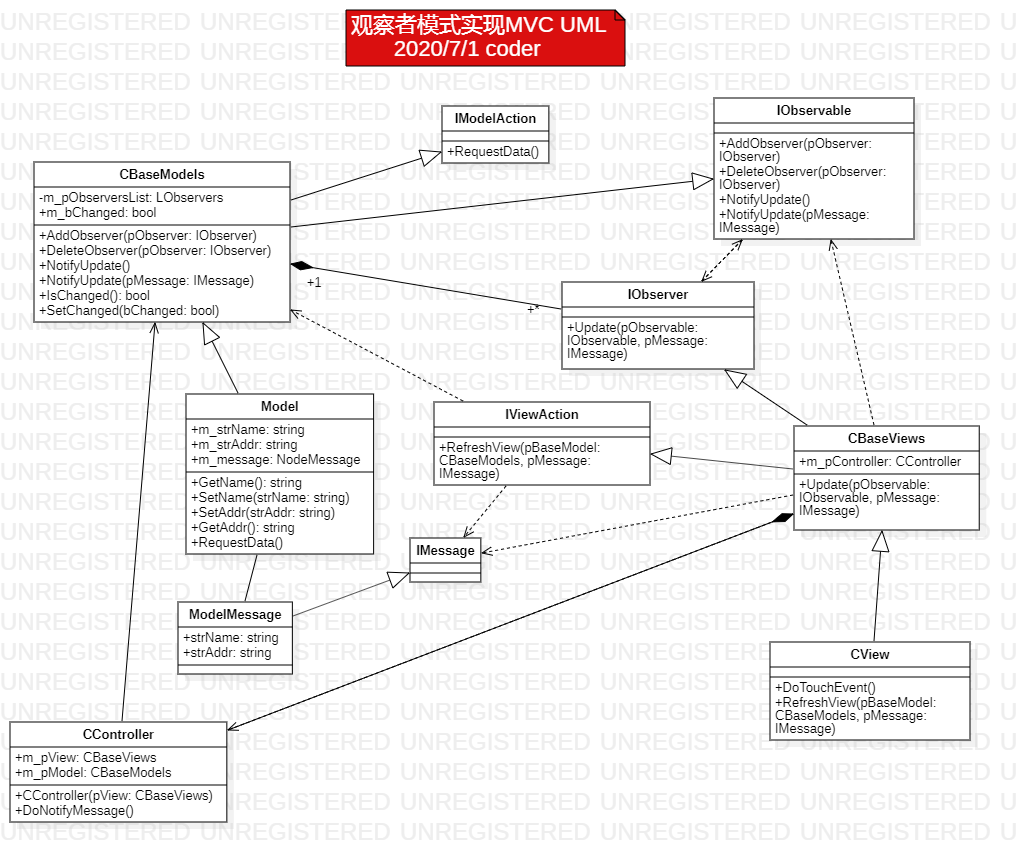 观察者模式实现MVC UML
2020/7/1 coder
IModelAction
+RequestData()
IObservable
+AddObserver(pObserver:
IObserver)
+DeleteObserver(pObserver:
IObserver)
+NotifyUpdate()
+NotifyUpdate(pMessage:
IMessage)
CBaseModels
-m_pObserversList: LObservers
+m_bChanged: bool
+AddObserver(pObserver: IObserver)
+DeleteObserver(pObserver: IObserver)
+NotifyUpdate()
+NotifyUpdate(pMessage: IMessage)
+IsChanged(): bool
+SetChanged(bChanged: bool)
+1
+*
IObserver
+Update(pObservable:
IObservable, pMessage:
IMessage)
Model
+m_strName: string
+m_strAddr: string
+m_message: NodeMessage
+GetName(): string
+SetName(strName: string)
+SetAddr(strAddr: string)
+GetAddr(): string
+RequestData()
IViewAction
+RefreshView(pBaseModel:
CBaseModels, pMessage:
IMessage)
CBaseViews
+m_pController: CController
+Update(pObservable:
IObservable, pMessage:
IMessage)
IMessage
ModelMessage
+strName: string
+strAddr: string
CView
+DoTouchEvent()
+RefreshView(pBaseModel:
CBaseModels, pMessage:
IMessage)
CController
+m_pView: CBaseViews
+m_pModel: CBaseModels
+CController(pView: CBaseViews)
+DoNotifyMessage()
UNREGISTERED